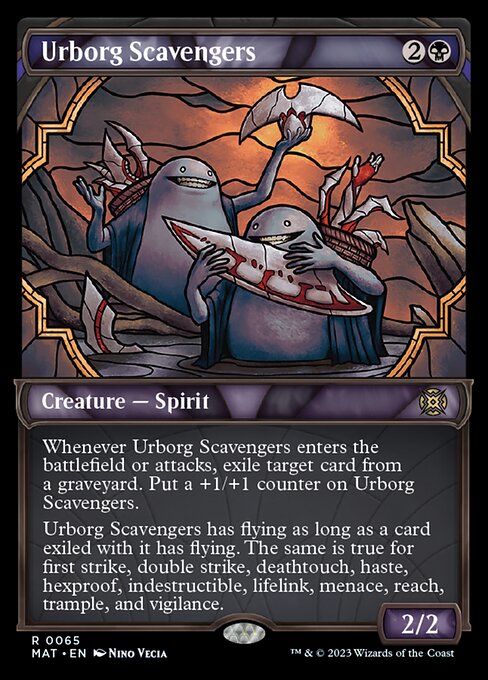 Urborg Scavengers 2
Creature — Spirit
Whenever Urborg Scavengers enters the
battlefield or attacks, exile target card from
a graveyard. Put a +1/+1 counter on Urborg
Scavengers.
Urborg Scavengers has flying as long as a card
exiled with it has flying. The same is true for
first strike, double strike, deathtouch, haste,
hexproof, indestructible, lifelink, menace, reach,
trample, and vigilance.
2/2
R 0065
MAT • EN Nino Vecia
™ & © 2023 Wizards of the Coast